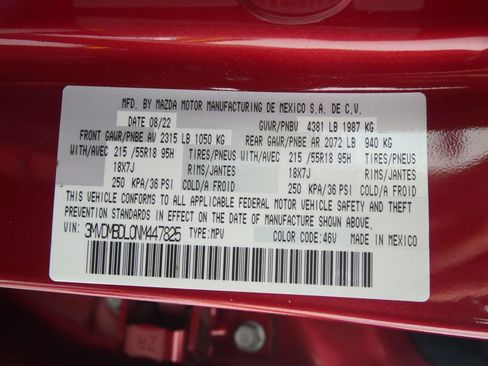 MFD. BY MAZDA MOTOR MANUFACTURING DE MEXICO S.A. DE C.V.
DATE 08/22 GVWR/PNBV 4381 LB 1987 KG
FRONT GAWR/PNBE AV 2315 LB 1050 KG REAR GAWR/PNBE AR 2072 LB 940 KG
WITH/AVEC 215 /55R18 95H TIRES/PNEUS WITH/AVEC 215 /55R18 95H TIRES/PNEUS
18X7J RIMS/JANTES 18X7J RIMS/JANTES
250 KPA/36 PSI COLD/A FROID 250 KPA/36 PSI COLD/A FROID
THIS VEHICLE CONFORMS TO ALL APPLICABLE FEDERAL MOTOR VEHICLE SAFETY AND THEFT
PREVENTION STANDARDS IN EFFECT ON THE DATE OF MANUFACTURE SHOWN ABOVE.
VIN: 3MVDMBDL0NM447825 TYPE: MPV COLOR CODE: 46V MADE IN MEXICO